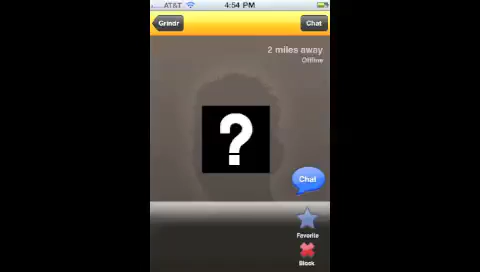 AT&T 4:54 PM
Grindr Chat
2 miles away
Offline
?
Chat
Favorite
Block